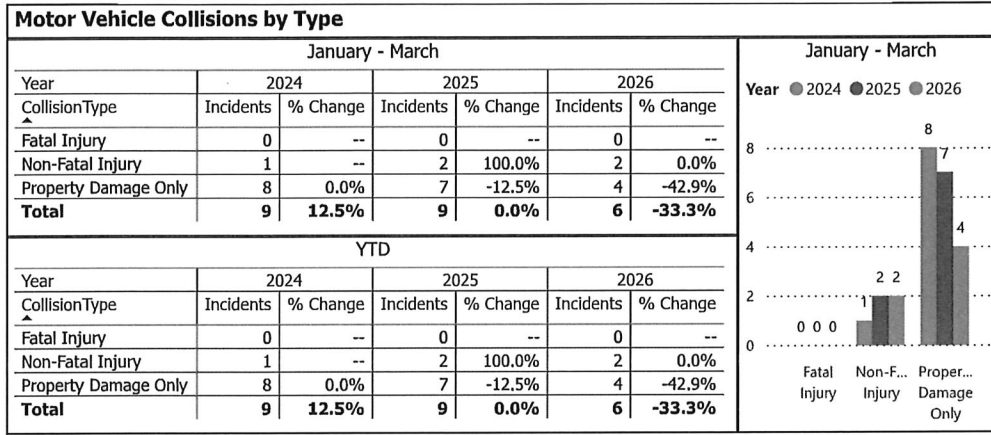 Motor Vehicle Collisions by Type
January - March
Year 2024 2025 2026
CollisionType Incidents % Change Incidents % Change Incidents % Change
Fatal Injury 0 -- 0 -- 0 --
Non-Fatal Injury 1 -- 2 100.0% 2 0.0%
Property Damage Only 8 0.0% 7 -12.5% 4 -42.9%
Total 9 12.5% 9 0.0% 6 -33.3%
YTD
Year 2024 2025 2026
CollisionType Incidents % Change Incidents % Change Incidents % Change
Fatal Injury 0 -- 0 -- 0 --
Non-Fatal Injury 1 -- 2 100.0% 2 0.0%
Property Damage Only 8 0.0% 7 -12.5% 4 -42.9%
Total 9 12.5% 9 0.0% 6 -33.3%
January - March
Year 2024 2025 2026
8
8
7
6
4
4
2 2
2
1
0 0 0
0
Fatal Non-F... Proper...
Injury Injury Damage
Only